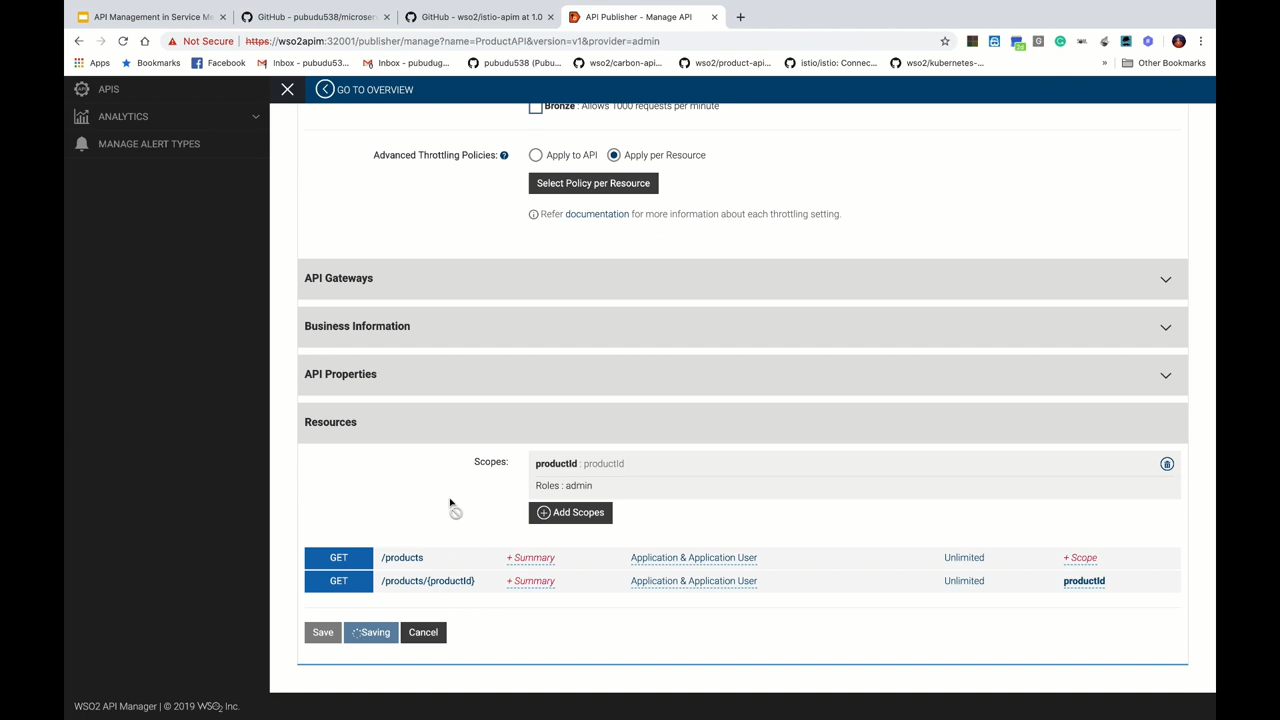 API Management in Service M
GitHub - pubudu538/microser
GitHub - wso2/istio-apim at 1.0
API Publisher - Manage API
Not Secure
https://wso2apim:32001/publisher/manage?name=ProductAPI&version=v1&provider=admin
Apps
Bookmarks
Facebook
Inbox - pubudu53...
Inbox - pubudug...
pubudu538 (Pubu...
wso2/carbon-api...
wso2/product-api...
istio/istio: Connec...
wso2/kubernetes-...
»
Other Bookmarks
APIS
ANALYTICS
MANAGE ALERT TYPES
GO TO OVERVIEW
Bronze : Allows 1000 requests per minute
Advanced Throttling Policies: Apply to API Apply per Resource
Select Policy per Resource
Refer documentation for more information about each throttling setting.
API Gateways
Business Information
API Properties
Resources
Scopes: productId : productId
Roles : admin
Add Scopes
GET /products + Summary Application & Application User Unlimited + Scope
GET /products/{productId} + Summary Application & Application User Unlimited productId
Save Saving Cancel
WSO2 API Manager | © 2019 WSO2 Inc.